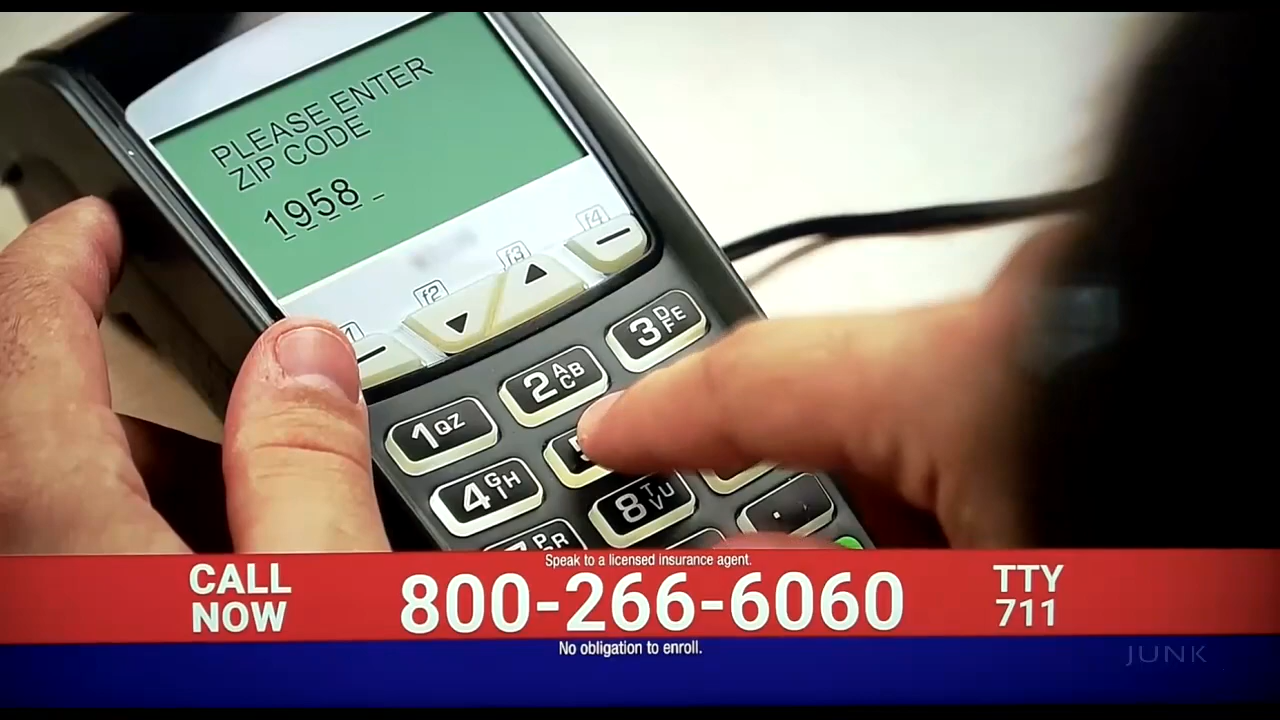 PLEASE ENTER
ZIP CODE
1958_
f2
f3
f4
1QZ
2ABC
3DEF
4GHI
8TUV
Speak to a licensed insurance agent.
CALL NOW
800-266-6060
TTY 711
No obligation to enroll.
JUNK